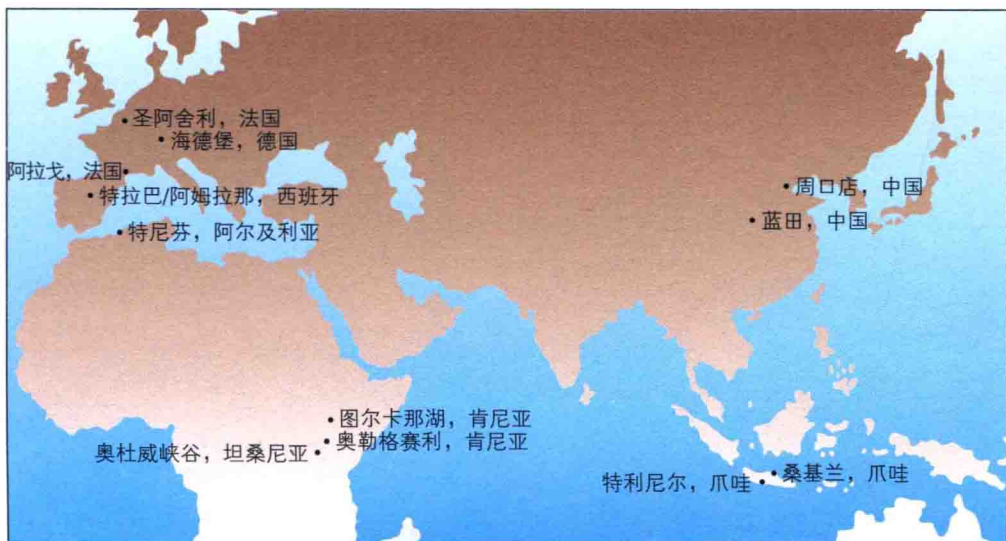 圣阿舍利，法国
海德堡，德国
阿拉戈，法国
特拉巴/阿姆拉那，西班牙
特尼芬，阿尔及利亚
周口店，中国
蓝田，中国
图尔卡那湖，肯尼亚
奥勒格赛利，肯尼亚
奥杜威峡谷，坦桑尼亚
桑基兰，爪哇
特利尼尔，爪哇